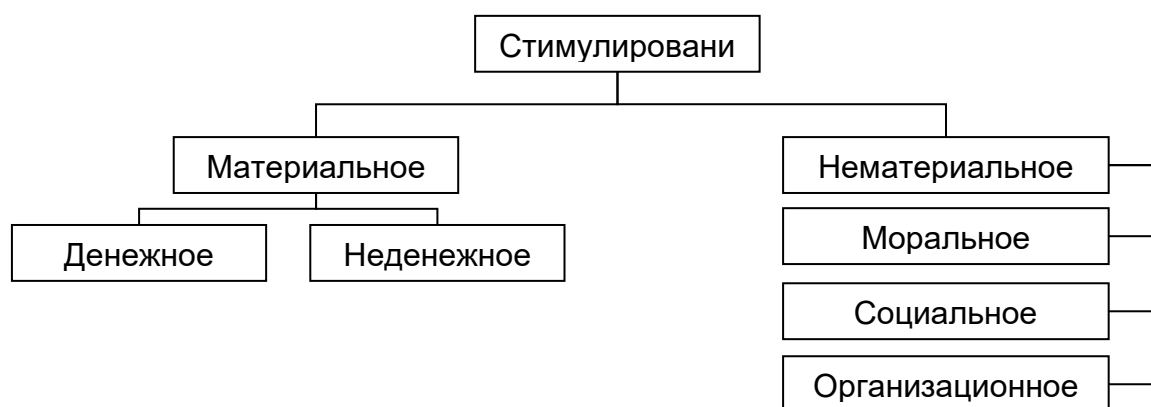 Стимулировани
Материальное
Нематериальное
Денежное
Неденежное
Моральное
Социальное
Организационное